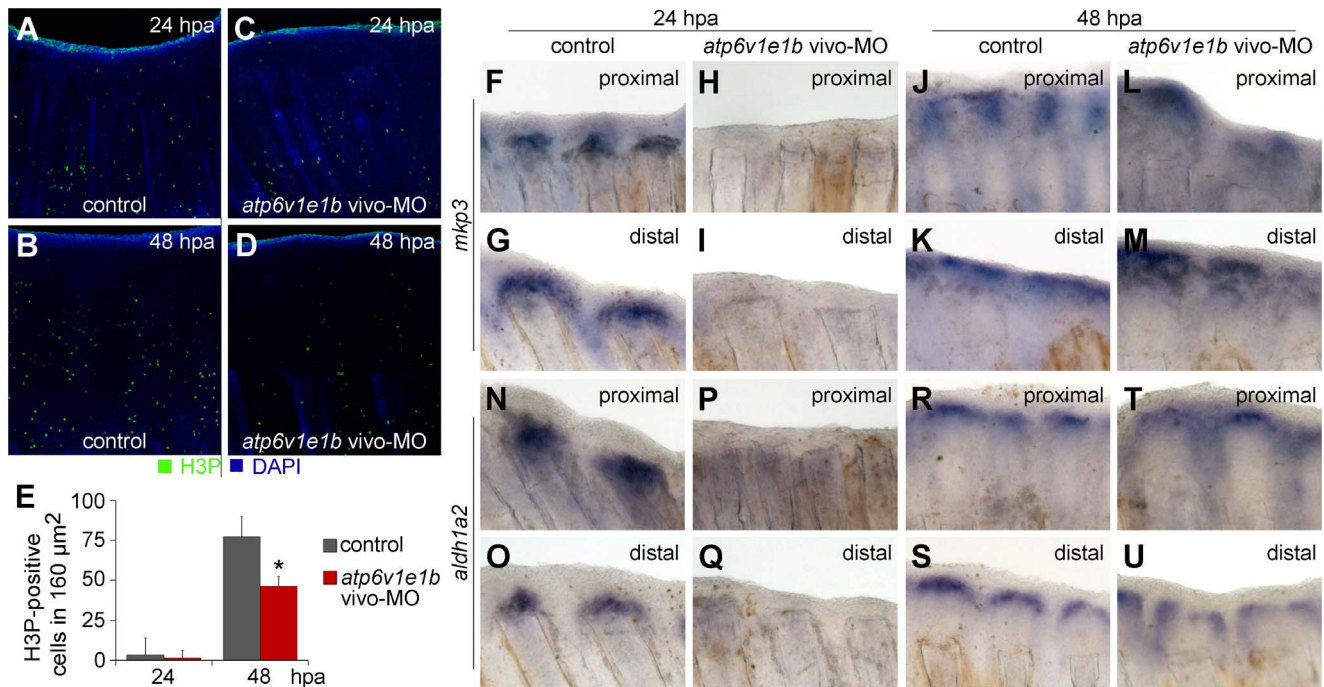 A 24 hpa
control
C 24 hpa
atp6v1e1b vivo-MO
B 48 hpa
control
D 48 hpa
atp6v1e1b vivo-MO
H3P DAPI
E
H3P-positive
cells in 160 µm2
100
75
50
25
0
*
24 48 hpa
control
atp6v1e1b
vivo-MO
24 hpa 48 hpa
control atp6v1e1b vivo-MO control atp6v1e1b vivo-MO
mkp3
F proximal H proximal J proximal L proximal
G distal I distal K distal M distal
aldh1a2
N proximal P proximal R proximal T proximal
O distal Q distal S distal U distal